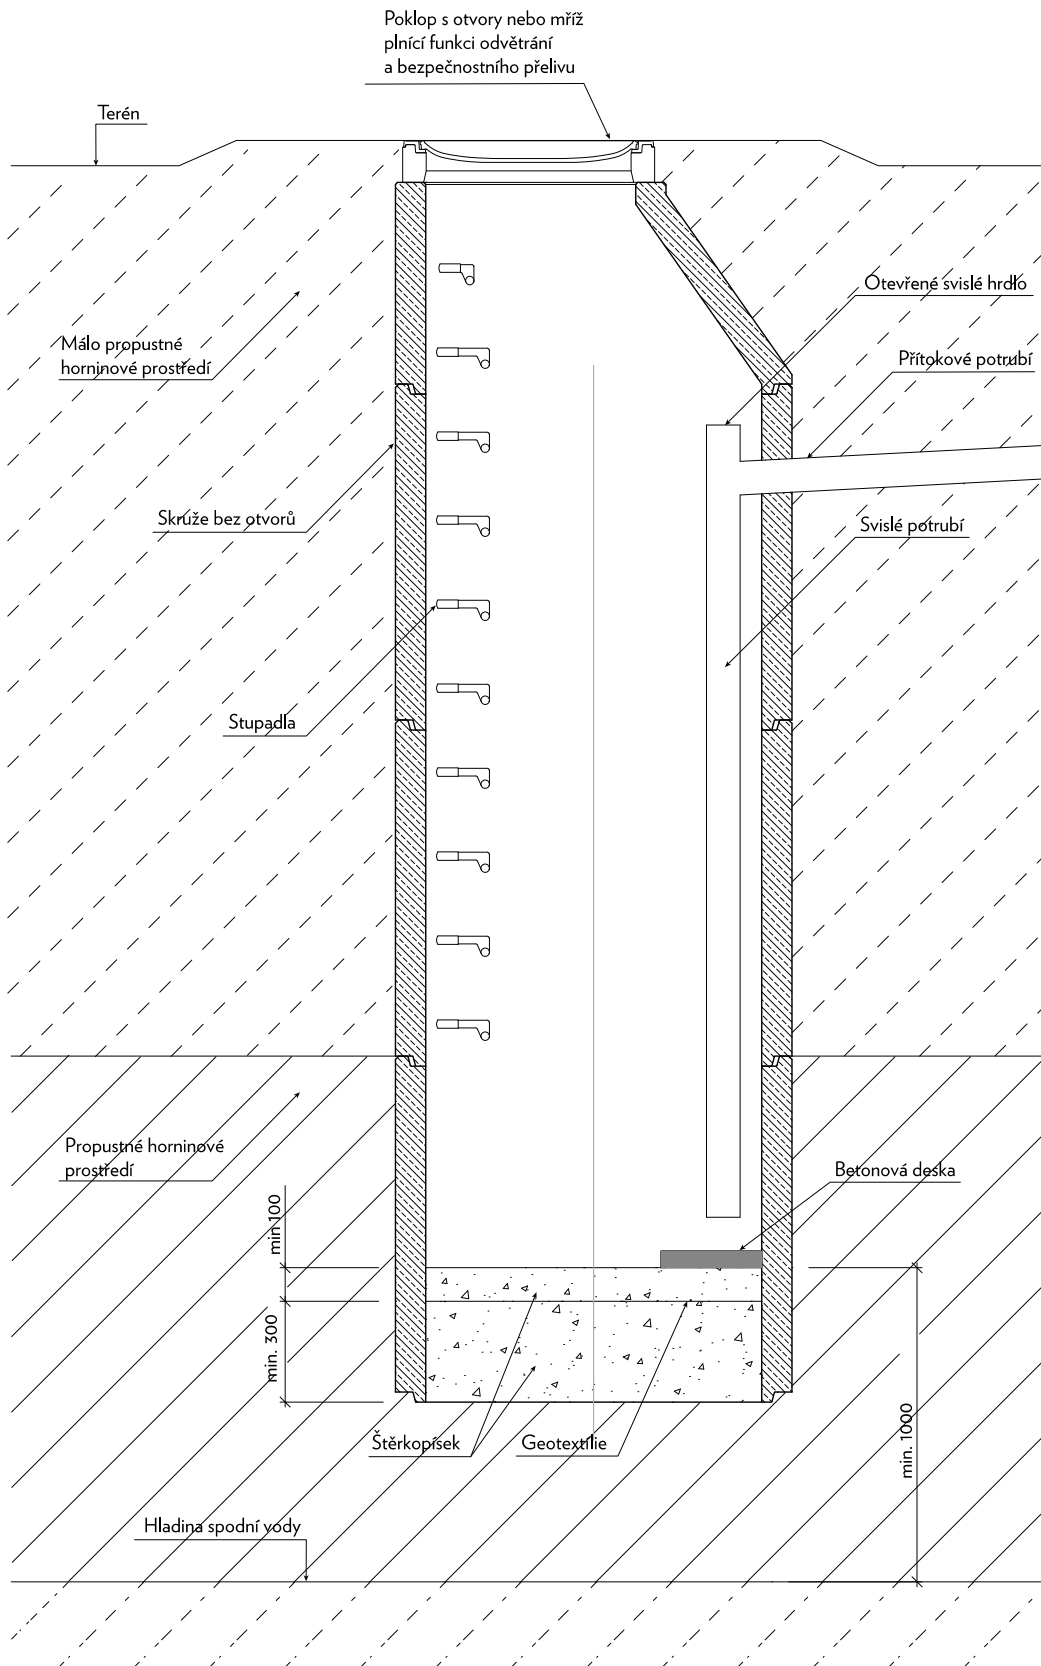 Poklop s otvory nebo mříž
plnící funkci odvětrání
a bezpečnostního přelivu
Terén
Otevřené svislé hrdlo
Málo propustné
horninové prostředí
Přítokové potrubí
Skruže bez otvorů
Svislé potrubí
Stupadla
Propustné horninové
prostředí
Betonová deska
min 100
min. 300
min. 1000
Štěrkopísek
Geotextílie
Hladina spodní vody